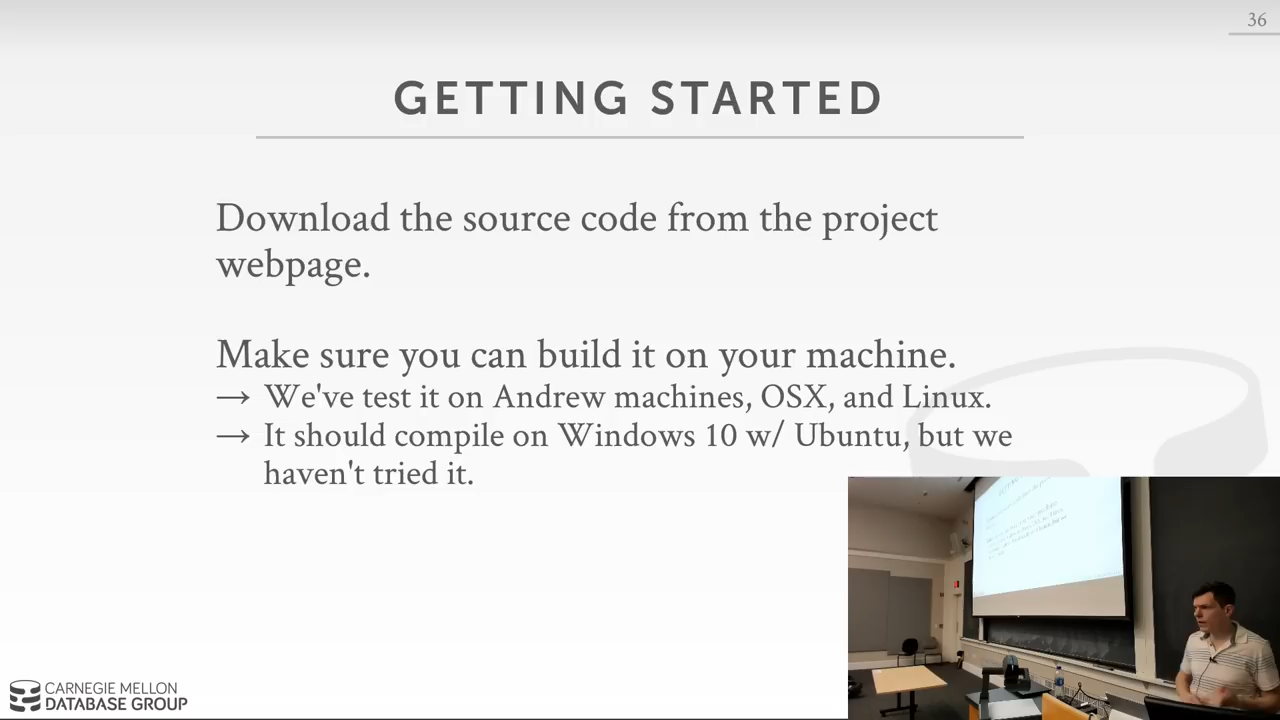 36
GETTING STARTED
Download the source code from the project
webpage.
Make sure you can build it on your machine.
→ We've test it on Andrew machines, OSX, and Linux.
→ It should compile on Windows 10 w/ Ubuntu, but we
haven't tried it.
CARNEGIE MELLON
DATABASE GROUP